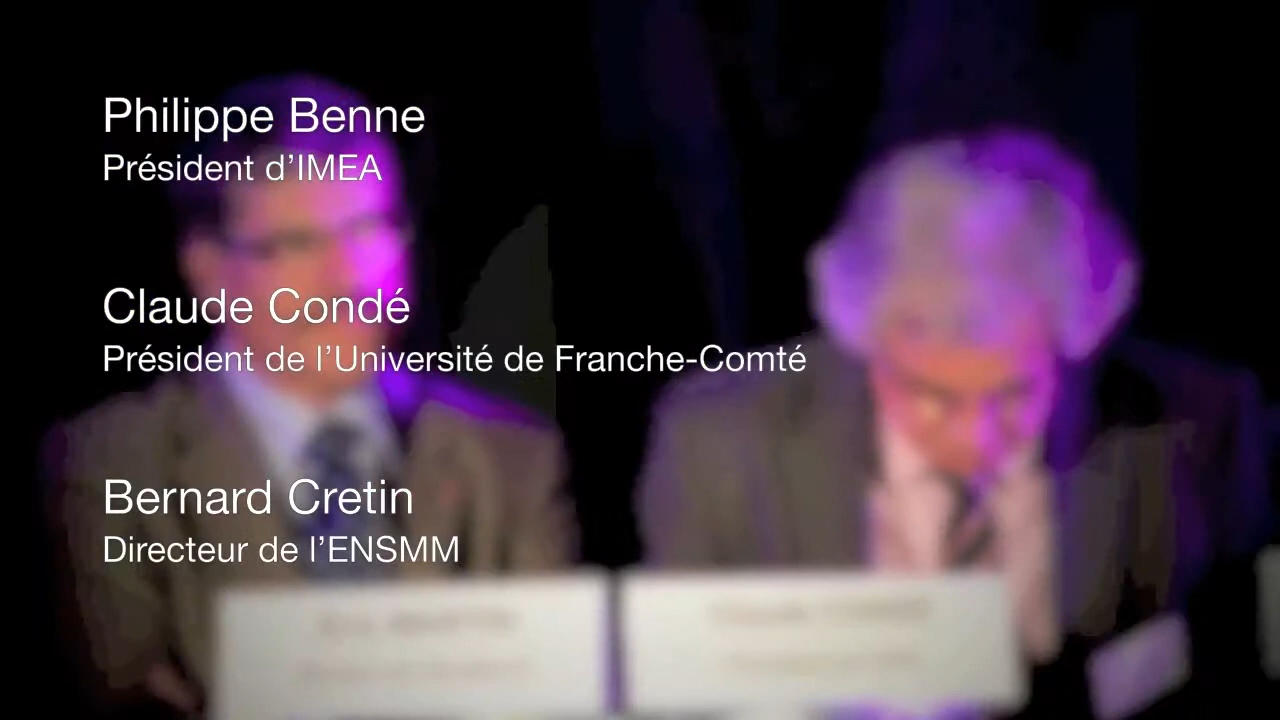 Philippe Benne
Président d’IMEA
Claude Condé
Président de l’Université de Franche-Comté
Bernard Cretin
Directeur de l’ENSMM